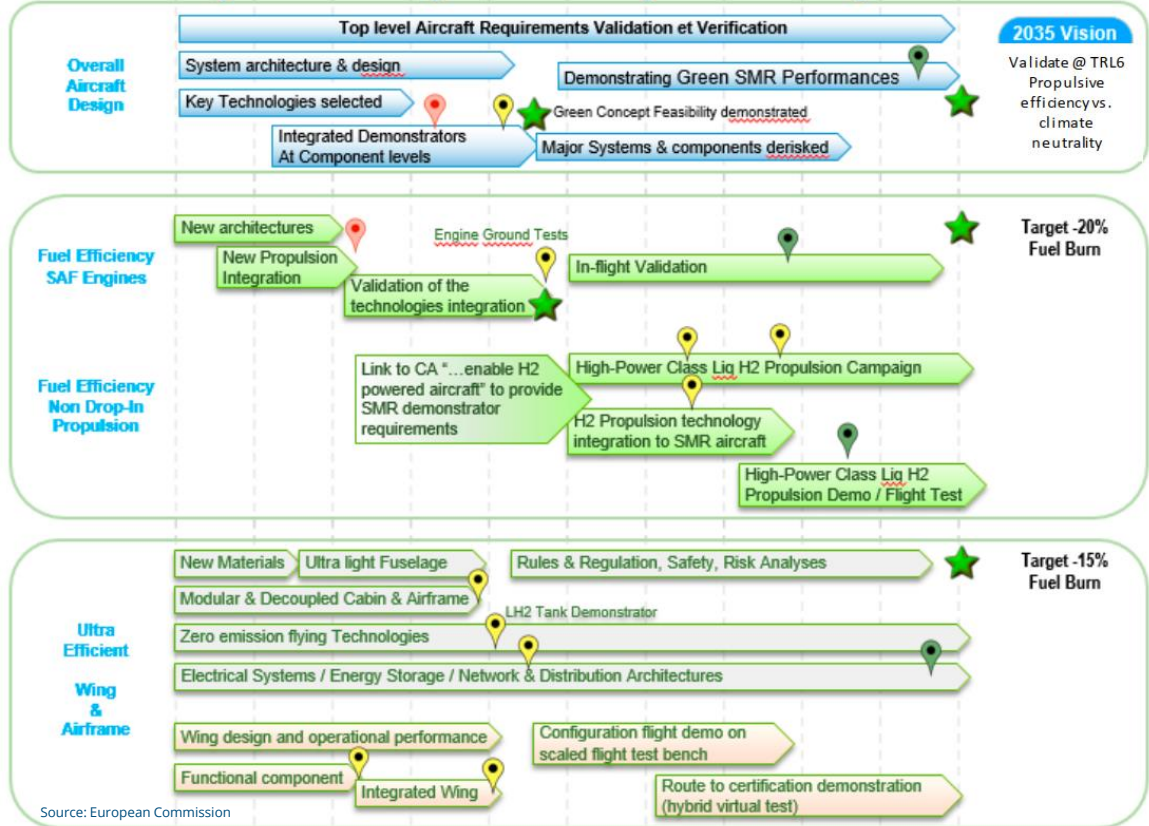 Top level Aircraft Requirements Validation et Verification
2035 Vision
Validate @ TRL6
Propulsive
efficiency vs.
climate
neutrality
Overall
Aircraft
Design
System architecture & design
Demonstrating Green SMR Performances
Key Technologies selected
Green Concept Feasibility demonstrated
Integrated Demonstrators
At Component levels
Major Systems & components derisked
Fuel Efficiency
SAF Engines
New architectures
New Propulsion
Integration
Engine Ground Tests
Validation of the
technologies integration
In-flight Validation
Target -20%
Fuel Burn
Fuel Efficiency
Non Drop-In
Propulsion
Link to CA “...enable H2
powered aircraft” to provide
SMR demonstrator
requirements
High-Power Class Liq H2 Propulsion Campaign
H2 Propulsion technology
integration to SMR aircraft
High-Power Class Liq H2
Propulsion Demo / Flight Test
Ultra
Efficient
Wing
&
Airframe
New Materials
Ultra light Fuselage
Rules & Regulation, Safety, Risk Analyses
Target -15%
Fuel Burn
Modular & Decoupled Cabin & Airframe
LH2 Tank Demonstrator
Zero emission flying Technologies
Electrical Systems / Energy Storage / Network & Distribution Architectures
Wing design and operational performance
Configuration flight demo on
scaled flight test bench
Functional component
Integrated Wing
Route to certification demonstration
(hybrid virtual test)
Source: European Commission